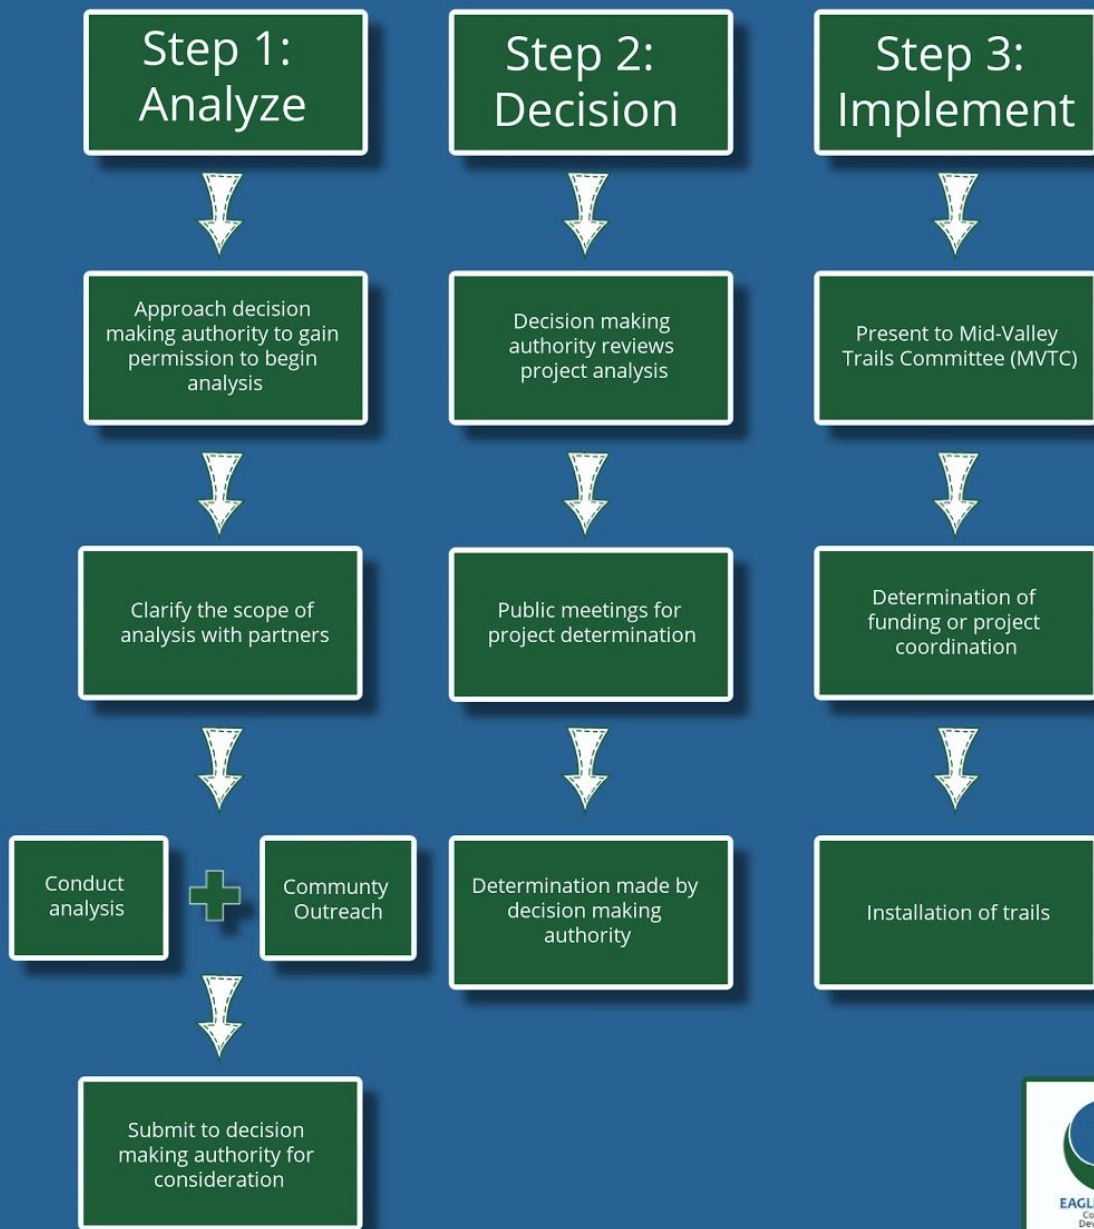 Step 1:
Analyze
Approach decision
making authority to gain
permission to begin
analysis
Clarify the scope of
analysis with partners
Conduct
analysis
Communty
Outreach
Submit to decision
making authority for
consideration
Step 2:
Decision
Decision making
authority reviews
project analysis
Public meetings for
project determination
Determination made by
decision making
authority
Step 3:
Implement
Present to Mid-Valley
Trails Committee (MVTC)
Determination of
funding or project
coordination
Installation of trails